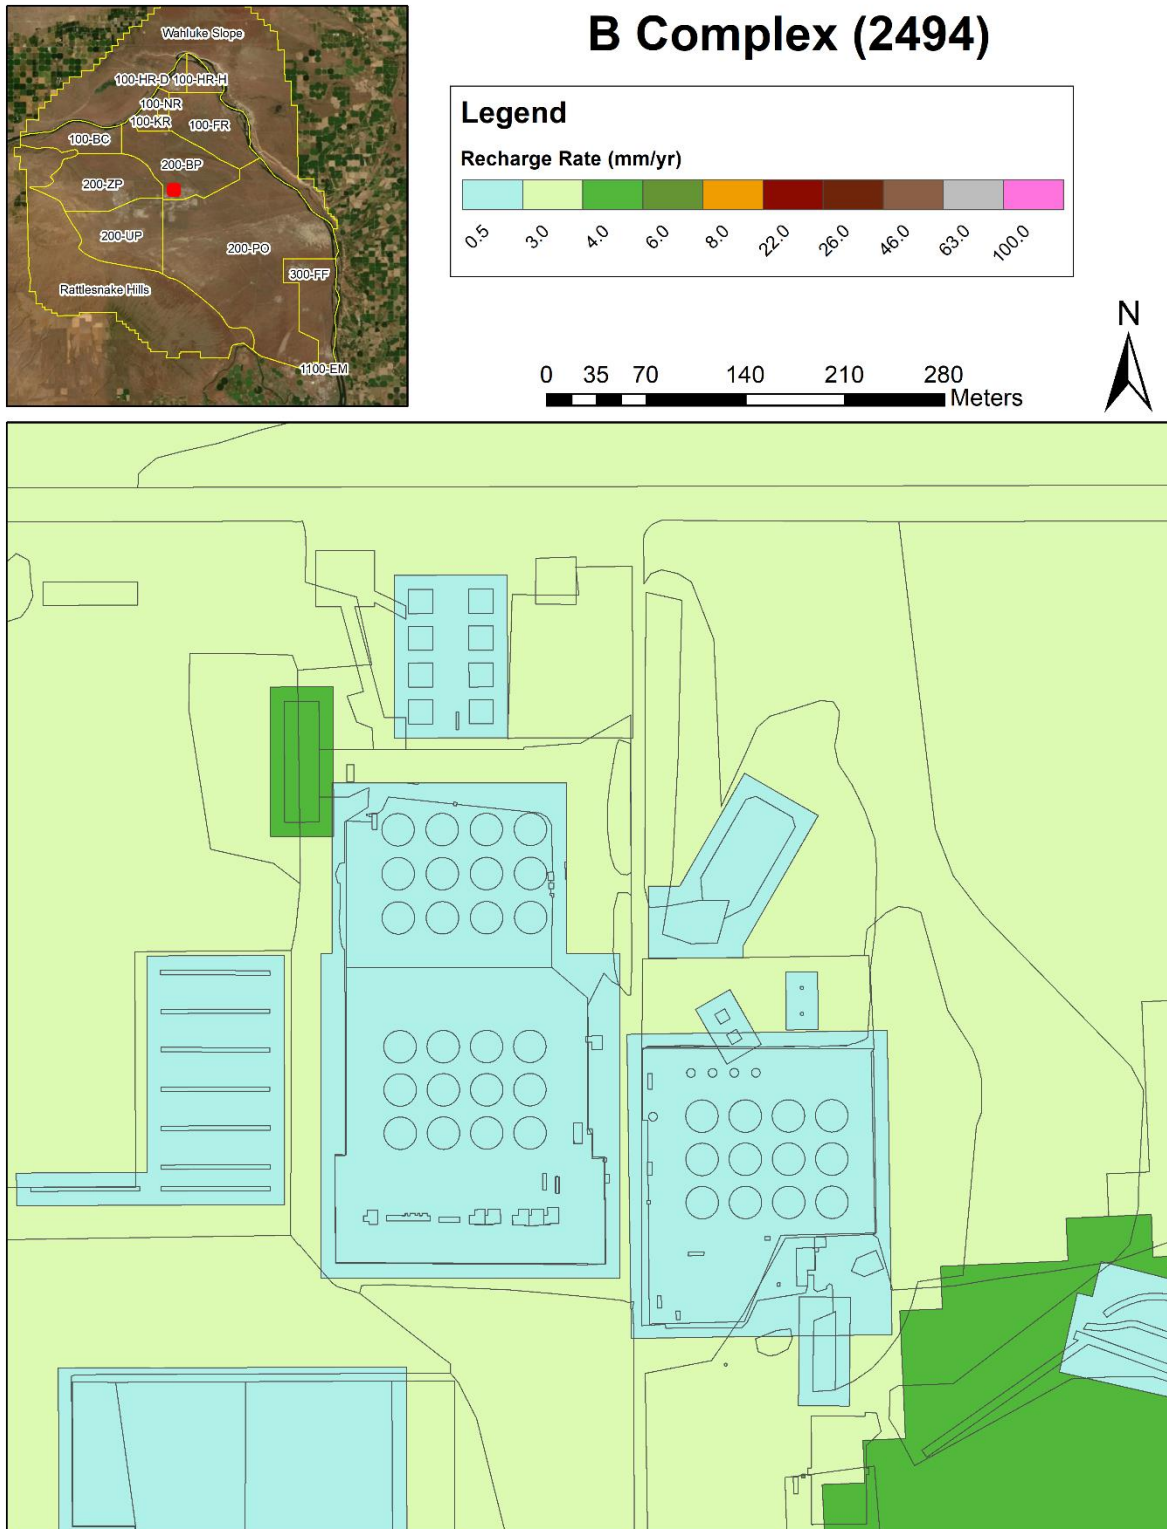 B Complex (2494)
Wahluke Slope
100-HR-D
100-HR-H
100-NR
100-KR
100-FR
100-BC
200-BP
200-ZP
200-UP
200-PO
300-FF
Rattlesnake Hills
1100-EM
Legend
Recharge Rate (mm/yr)
0.5 3.0 4.0 6.0 8.0 22.0 26.0 46.0 63.0 100.0
N
0 35 70 140 210 280
Meters